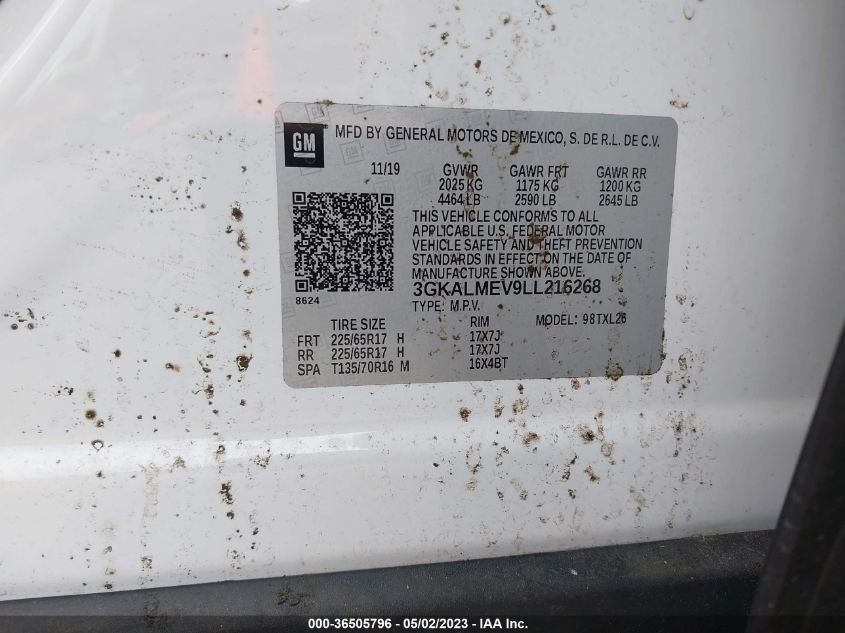 GM MFD BY GENERAL MOTORS DE MEXICO, S. DE R.L. DE C.V.
11/19 GVWR GAWR FRT GAWR RR
2025 KG 1175 KG 1200 KG
4464 LB 2590 LB 2645 LB
THIS VEHICLE CONFORMS TO ALL
APPLICABLE U.S. FEDERAL MOTOR
VEHICLE SAFETY AND THEFT PREVENTION
STANDARDS IN EFFECT ON THE DATE OF
MANUFACTURE SHOWN ABOVE.
8624 3GKALMEV9LL216268
TYPE: M.P.V.
TIRE SIZE RIM MODEL: 98TXL26
FRT 225/65R17 H 17X7J
RR 225/65R17 H 17X7J
SPA T135/70R16 M 16X4BT
000-36505796 - 05/02/2023 - IAA Inc.